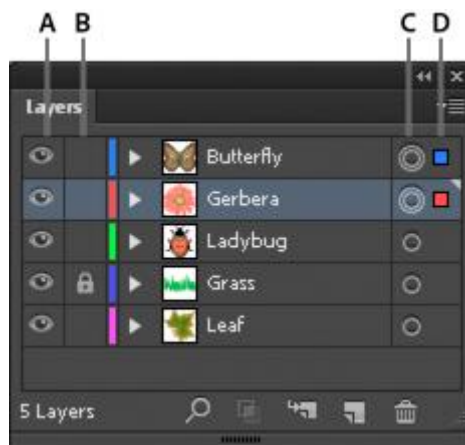 A B C D
Layers
Butterfly
Gerbera
Ladybug
Grass
Leaf
5 Layers